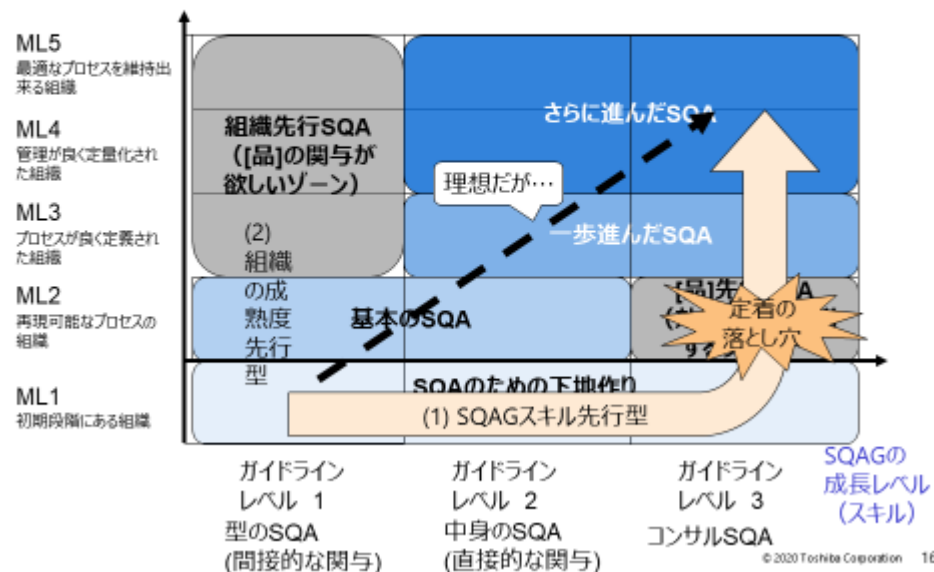 ML5
最適なプロセスを維持出
来る組織
ML4
管理が良く定量化され
た組織
ML3
プロセスが良く定義され
た組織
ML2
再現可能なプロセスの
組織
ML1
初期段階にある組織
組織先行SQA
（[品]の関与が
欲しいゾーン）
(2)
組織
の成
熟度
先行
型
さらに進んだSQA
理想だが…
一歩進んだSQA
基本のSQA
[品]先
定着の
落とし穴
SQAのための下地作り
(1) SQAGスキル先行型
ガイドライン
レベル 1
型のSQA
(間接的な関与)
ガイドライン
レベル 2
中身のSQA
(直接的な関与)
ガイドライン
レベル 3
コンサルSQA
SQAGの
成長レベル
（スキル）
© 2020 Toshiba Corporation 16